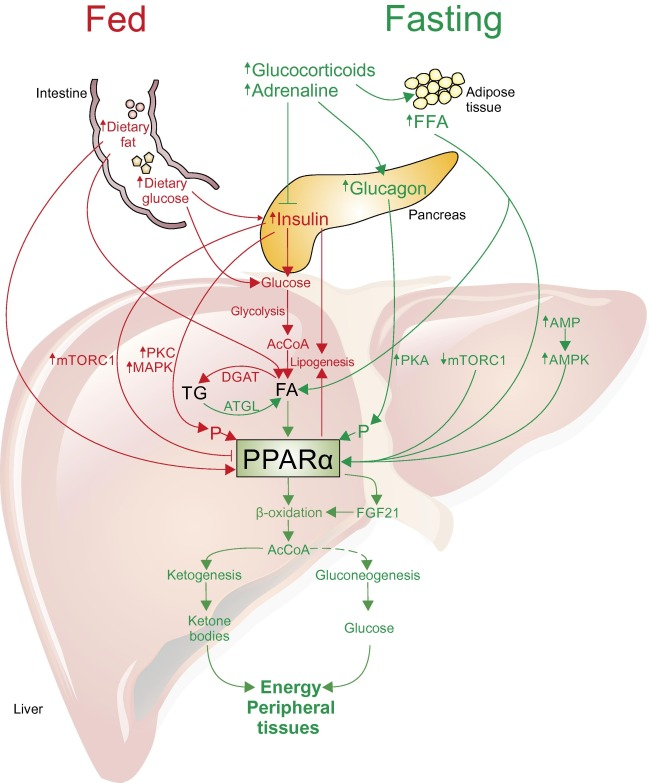 Fed
Fasting
Intestine
↑Glucocorticoids
↑Adrenaline
Adipose
tissue
↑FFA
↑Dietary
fat
↑Dietary
glucose
↑Glucagon
Pancreas
↑Insulin
Glucose
Glycolysis
AcCoA
Lipogenesis
↑mTORC1
↑PKC
↑MAPK
DGAT
TG
FA
ATGL
↑PKA
↓mTORC1
↑AMP
↑AMPK
P
P
PPARα
β-oxidation
FGF21
AcCoA
Ketogenesis
Gluconeogenesis
Ketone
bodies
Glucose
Energy
Peripheral
tissues
Liver